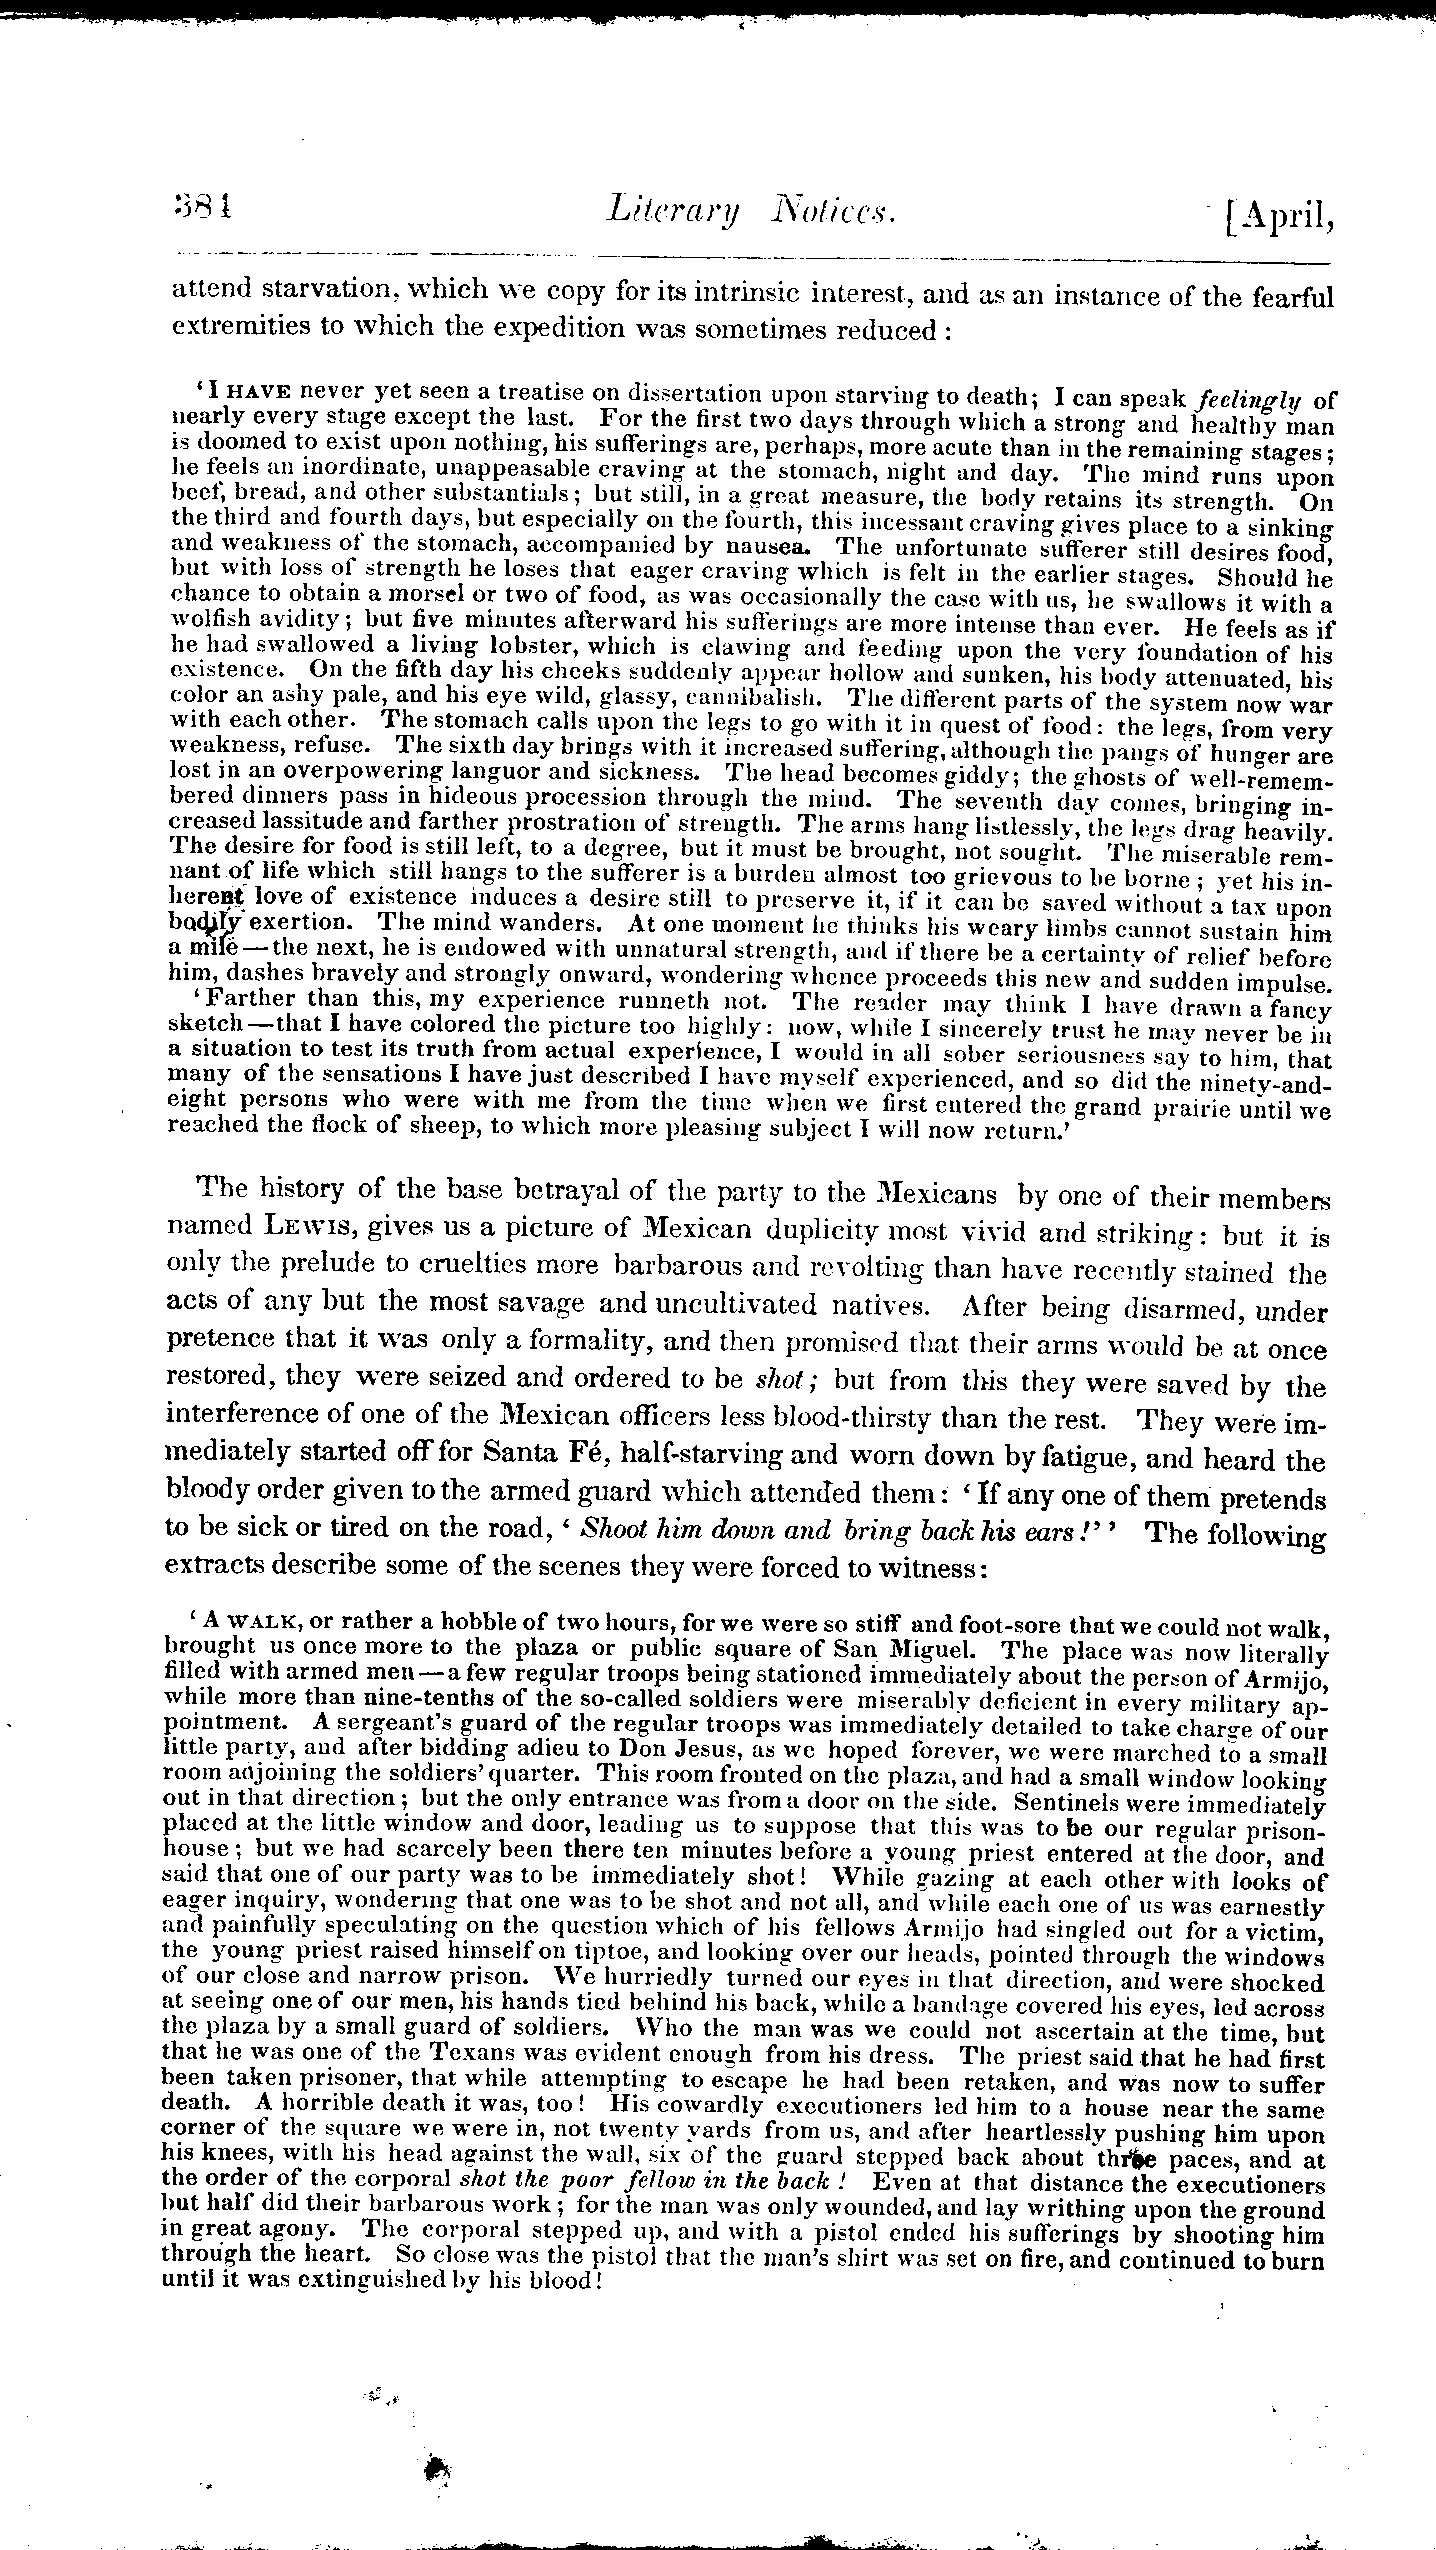 384 Literary Notices. [April,
attend starvation, which we copy for its intrinsic interest, and as an instance of the fearful
extremities to which the expedition was sometimes reduced :
‘I HAVE never yet seen a treatise on dissertation upon starving to death; I can speak feelingly of
nearly every stage except the last. For the first two days through which a strong and healthy man
is doomed to exist upon nothing, his sufferings are, perhaps, more acute than in the remaining stages;
he feels an inordinate, unappeasable craving at the stomach, night and day. The mind runs upon
beef, bread, and other substantials; but still, in a great measure, the body retains its strength. On
the third and fourth days, but especially on the fourth, this incessant craving gives place to a sinking
and weakness of the stomach, accompanied by nausea. The unfortunate sufferer still desires food,
but with loss of strength he loses that eager craving which is felt in the earlier stages. Should he
chance to obtain a morsel or two of food, as was occasionally the case with us, he swallows it with a
wolfish avidity; but five minutes afterward his sufferings are more intense than ever. He feels as if
he had swallowed a living lobster, which is clawing and feeding upon the very foundation of his
existence. On the fifth day his cheeks suddenly appear hollow and sunken, his body attenuated, his
color an ashy pale, and his eye wild, glassy, cannibalish. The different parts of the system now war
with each other. The stomach calls upon the legs to go with it in quest of food: the legs, from very
weakness, refuse. The sixth day brings with it increased suffering, although the pangs of hunger are
lost in an overpowering languor and sickness. The head becomes giddy; the ghosts of well-remem-
bered dinners pass in hideous procession through the mind. The seventh day comes, bringing in-
creased lassitude and farther prostration of strength. The arms hang listlessly, the legs drag heavily.
The desire for food is still left, to a degree, but it must be brought, not sought. The miserable rem-
nant of life which still hangs to the sufferer is a burden almost too grievous to be borne; yet his in-
herent love of existence induces a desire still to preserve it, if it can be saved without a tax upon
bodily exertion. The mind wanders. At one moment he thinks his weary limbs cannot sustain him
a mile—the next, he is endowed with unnatural strength, and if there be a certainty of relief before
him, dashes bravely and strongly onward, wondering whence proceeds this new and sudden impulse.
‘Farther than this, my experience runneth not. The reader may think I have drawn a fancy
sketch—that I have colored the picture too highly: now, while I sincerely trust he may never be in
a situation to test its truth from actual experience, I would in all sober seriousness say to him, that
many of the sensations I have just described I have myself experienced, and so did the ninety-and-
eight persons who were with me from the time when we first entered the grand prairie until we
reached the flock of sheep, to which more pleasing subject I will now return.’
The history of the base betrayal of the party to the Mexicans by one of their members
named LEWIS, gives us a picture of Mexican duplicity most vivid and striking: but it is
only the prelude to cruelties more barbarous and revolting than have recently stained the
acts of any but the most savage and uncultivated natives. After being disarmed, under
pretence that it was only a formality, and then promised that their arms would be at once
restored, they were seized and ordered to be shot; but from this they were saved by the
interference of one of the Mexican officers less blood-thirsty than the rest. They were im-
mediately started off for Santa Fé, half-starving and worn down by fatigue, and heard the
bloody order given to the armed guard which attended them: ‘If any one of them pretends
to be sick or tired on the road, ‘Shoot him down and bring back his ears!’’ The following
extracts describe some of the scenes they were forced to witness:
‘A WALK, or rather a hobble of two hours, for we were so stiff and foot-sore that we could not walk,
brought us once more to the plaza or public square of San Miguel. The place was now literally
filled with armed men—a few regular troops being stationed immediately about the person of Armijo,
while more than nine-tenths of the so-called soldiers were miserably deficient in every military ap-
pointment. A sergeant's guard of the regular troops was immediately detailed to take charge of our
little party, and after bidding adieu to Don Jesus, as we hoped forever, we were marched to a small
room adjoining the soldiers' quarter. This room fronted on the plaza, and had a small window looking
out in that direction; but the only entrance was from a door on the side. Sentinels were immediately
placed at the little window and door, leading us to suppose that this was to be our regular prison-
house; but we had scarcely been there ten minutes before a young priest entered at the door, and
said that one of our party was to be immediately shot! While gazing at each other with looks of
eager inquiry, wondering that one was to be shot and not all, and while each one of us was earnestly
and painfully speculating on the question which of his fellows Armijo had singled out for a victim,
the young priest raised himself on tiptoe, and looking over our heads, pointed through the windows
of our close and narrow prison. We hurriedly turned our eyes in that direction, and were shocked
at seeing one of our men, his hands tied behind his back, while a bandage covered his eyes, led across
the plaza by a small guard of soldiers. Who the man was we could not ascertain at the time, but
that he was one of the Texans was evident enough from his dress. The priest said that he had first
been taken prisoner, that while attempting to escape he had been retaken, and was now to suffer
death. A horrible death it was, too! His cowardly executioners led him to a house near the same
corner of the square we were in, not twenty yards from us, and after heartlessly pushing him upon
his knees, with his head against the wall, six of the guard stepped back about three paces, and at
the order of the corporal shot the poor fellow in the back! Even at that distance the executioners
but half did their barbarous work; for the man was only wounded, and lay writhing upon the ground
in great agony. The corporal stepped up, and with a pistol ended his sufferings by shooting him
through the heart. So close was the pistol that the man's shirt was set on fire, and continued to burn
until it was extinguished by his blood!